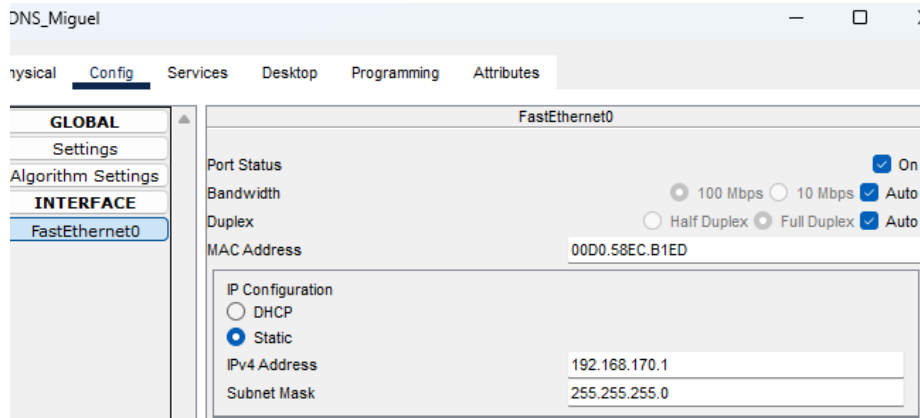 DNS_Miguel
hysical Config Services Desktop Programming Attributes
GLOBAL
Settings
Algorithm Settings
INTERFACE
FastEthernet0
FastEthernet0
Port Status On
Bandwidth 100 Mbps 10 Mbps Auto
Duplex Half Duplex Full Duplex Auto
MAC Address 00D0.58EC.B1ED
IP Configuration
DHCP
Static
IPv4 Address 192.168.170.1
Subnet Mask 255.255.255.0